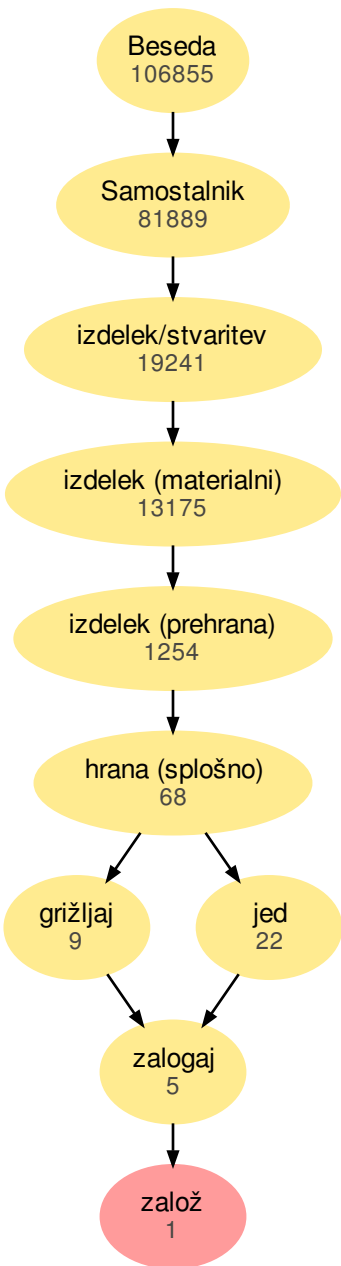 Beseda
106855
Samostalnik
81889
izdelek/stvaritev
19241
izdelek (materialni)
13175
izdelek (prehrana)
1254
hrana (splošno)
68
grižljaj
9
jed
22
zalogaj
5
založ
1